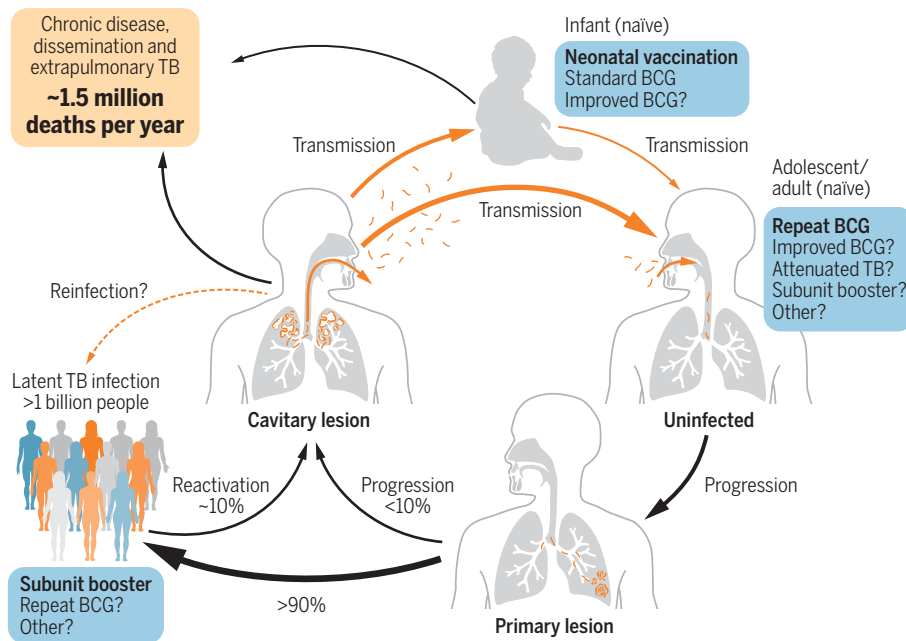 Chronic disease,
dissemination and
extrapulmonary TB
~1.5 million
deaths per year
Infant (naïve)
Neonatal vaccination
Standard BCG
Improved BCG?
Transmission
Transmission
Transmission
Adolescent/
adult (naïve)
Repeat BCG
Improved BCG?
Attenuated TB?
Subunit booster?
Other?
Reinfection?
Latent TB infection
>1 billion people
Cavitary lesion
Uninfected
Reactivation
~10%
Progression
<10%
Progression
Subunit booster
Repeat BCG?
Other?
>90%
Primary lesion